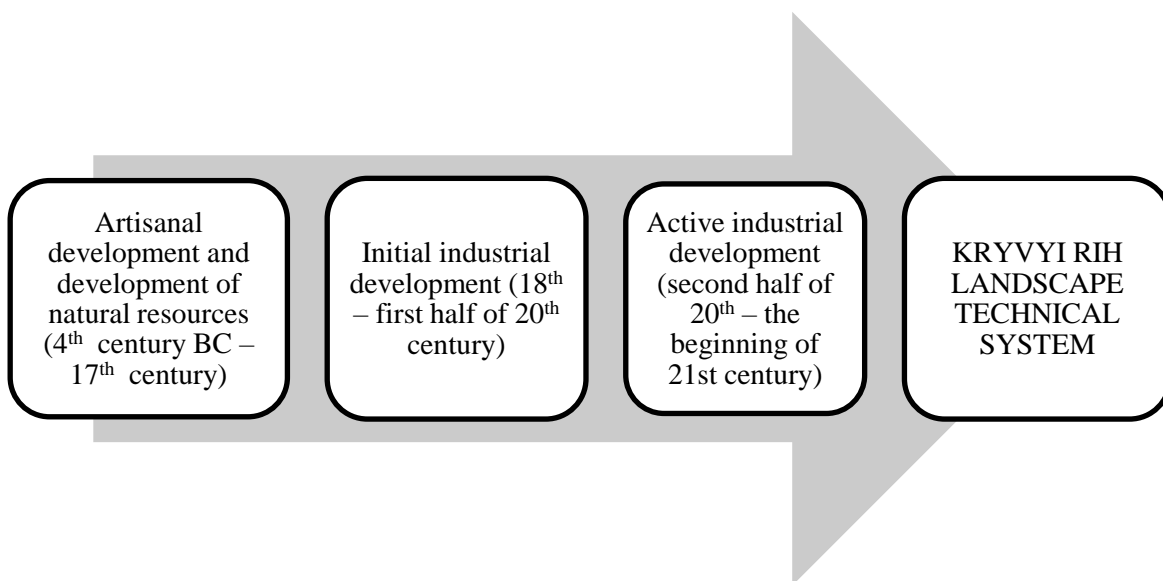 Artisanal
development and
development of
natural resources
(4th century BC –
17th century)
Initial industrial
development (18th
– first half of 20th
century)
Active industrial
development
(second half of
20th – the
beginning of
21st century)
KRYVYI RIH
LANDSCAPE
TECHNICAL
SYSTEM